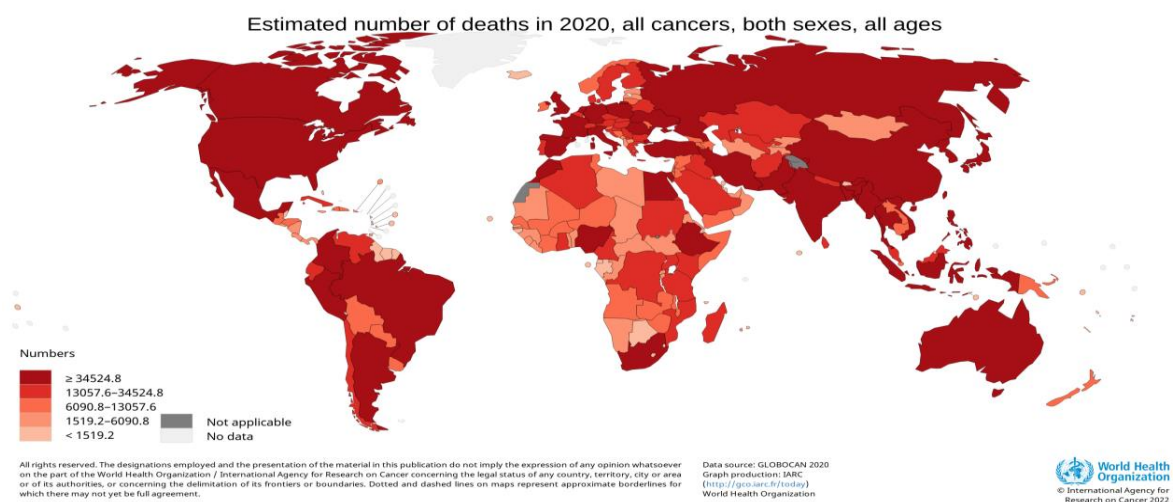 Estimated number of deaths in 2020, all cancers, both sexes, all ages
Numbers
≥ 34524.8
13057.6–34524.8
6090.8–13057.6
1519.2–6090.8
< 1519.2
Not applicable
No data
All rights reserved. The designations employed and the presentation of the material in this publication do not imply the expression of any opinion whatsoever
on the part of the World Health Organization / International Agency for Research on Cancer concerning the legal status of any country, territory, city or area
or of its authorities, or concerning the delimitation of its frontiers or boundaries. Dotted and dashed lines on maps represent approximate borderlines for
which there may not yet be full agreement.
Data source: GLOBOCAN 2020
Graph production: IARC
(http://gco.iarc.fr/today)
World Health Organization
World Health
Organization
© International Agency for
Research on Cancer 2022